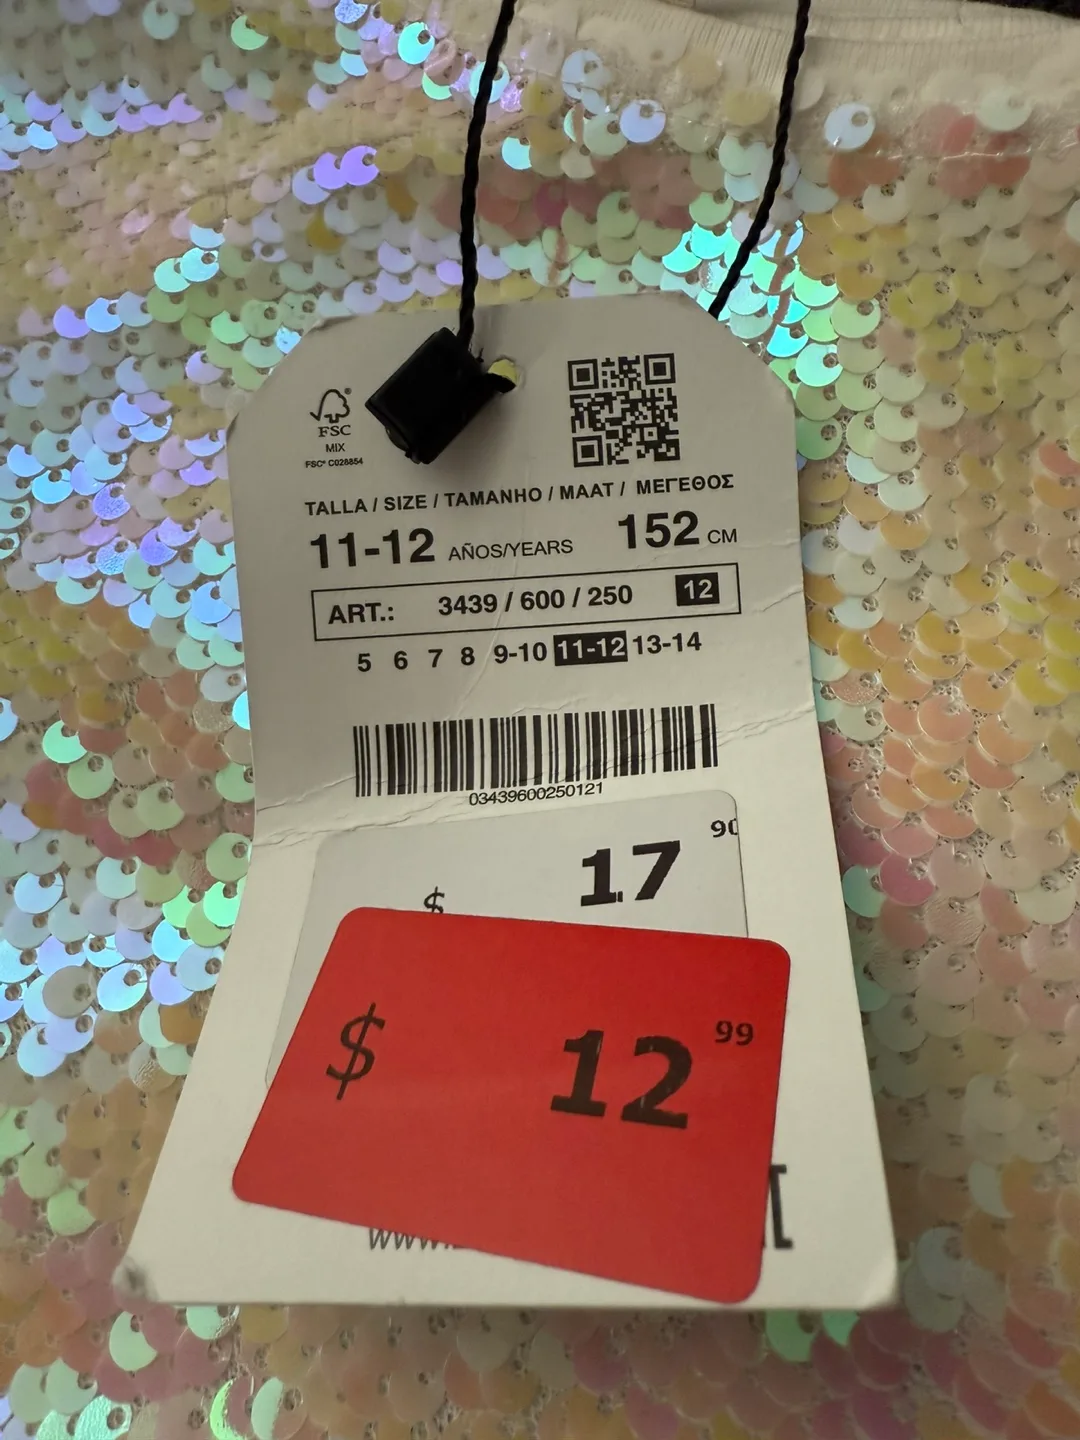 FSC®
MIX
FSC® C028854
TALLA / SIZE / TAMANHO / MAAT / ΜΕΓΕΘΟΣ
11-12 AÑOS/YEARS 152 CM
ART.: 3439 / 600 / 250 12
5 6 7 8 9-10 11-12 13-14
03439600250121
$ 17 90
$ 12 99
www.